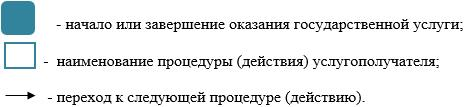 - начало или завершение оказания государственной услуги;
- наименование процедуры (действия) услугополучателя;
- переход к следующей процедуре (действию).